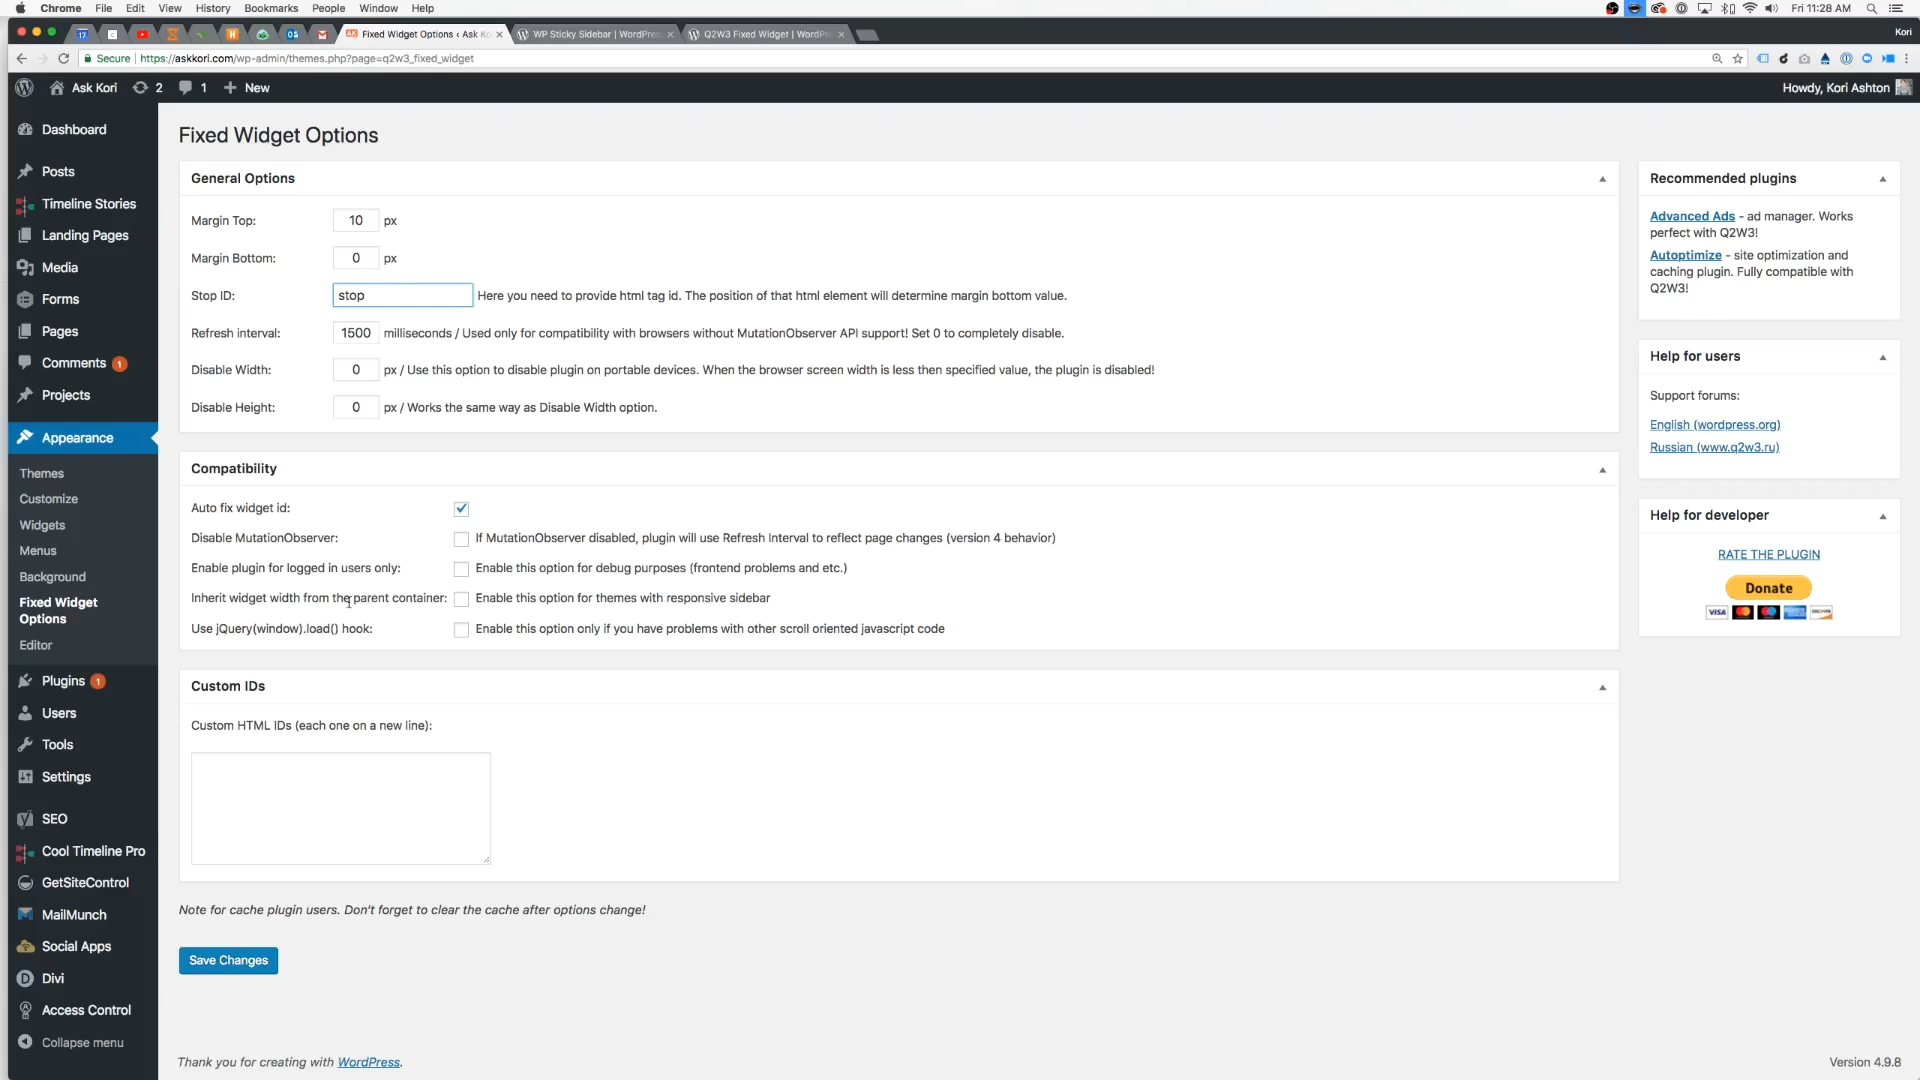 Chrome File Edit View History Bookmarks People Window Help Fri 11:28 AM
17 H Fixed Widget Options ‹ Ask Ko × WP Sticky Sidebar | WordPres × Q2W3 Fixed Widget | WordPre × Kori
Secure | https://askkori.com/wp-admin/themes.php?page=q2w3_fixed_widget
Ask Kori 2 1 New Howdy, Kori Ashton
Dashboard
Posts
Timeline Stories
Landing Pages
Media
Forms
Pages
Comments 1
Projects
Appearance
Themes
Customize
Widgets
Menus
Background
Fixed Widget
Options
Editor
Plugins 1
Users
Tools
Settings
SEO
Cool Timeline Pro
GetSiteControl
MailMunch
Social Apps
Divi
Access Control
Collapse menu
Fixed Widget Options
General Options
Margin Top: 10 px
Margin Bottom: 0 px
Stop ID: stop Here you need to provide html tag id. The position of that html element will determine margin bottom value.
Refresh interval: 1500 milliseconds / Used only for compatibility with browsers without MutationObserver API support! Set 0 to completely disable.
Disable Width: 0 px / Use this option to disable plugin on portable devices. When the browser screen width is less then specified value, the plugin is disabled!
Disable Height: 0 px / Works the same way as Disable Width option.
Compatibility
Auto fix widget id:
Disable MutationObserver: If MutationObserver disabled, plugin will use Refresh Interval to reflect page changes (version 4 behavior)
Enable plugin for logged in users only: Enable this option for debug purposes (frontend problems and etc.)
Inherit widget width from the parent container: Enable this option for themes with responsive sidebar
Use jQuery(window).load() hook: Enable this option only if you have problems with other scroll oriented javascript code
Custom IDs
Custom HTML IDs (each one on a new line):
Note for cache plugin users. Don't forget to clear the cache after options change!
Save Changes
Thank you for creating with WordPress.
Recommended plugins
Advanced Ads - ad manager. Works
perfect with Q2W3!
Autoptimize - site optimization and
caching plugin. Fully compatible with
Q2W3!
Help for users
Support forums:
English (wordpress.org)
Russian (www.q2w3.ru)
Help for developer
RATE THE PLUGIN
Donate
VISA
Version 4.9.8